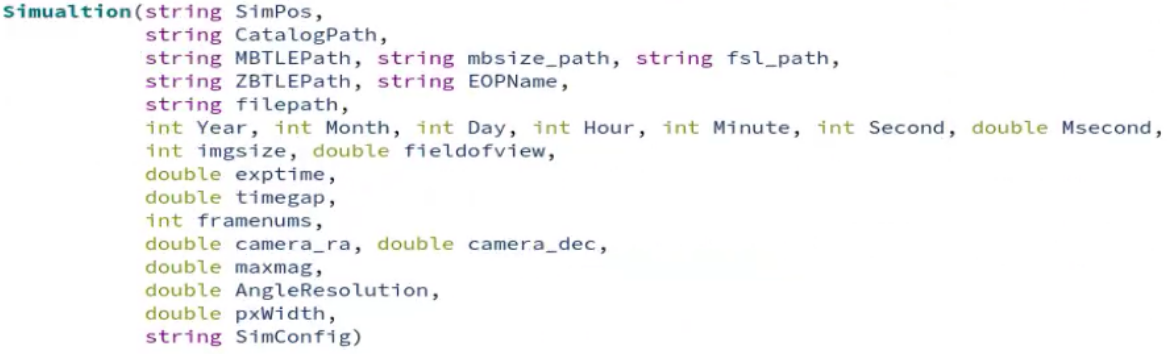 Simualtion(string SimPos,
string CatalogPath,
string MBTLEPath, string mbsize_path, string fsl_path,
string ZBTLEPath, string EOPName,
string filepath,
int Year, int Month, int Day, int Hour, int Minute, int Second, double Msecond,
int imgsize, double fieldofview,
double exptime,
double timegap,
int framenums,
double camera_ra, double camera_dec,
double maxmag,
double AngleResolution,
double pxWidth,
string SimConfig)